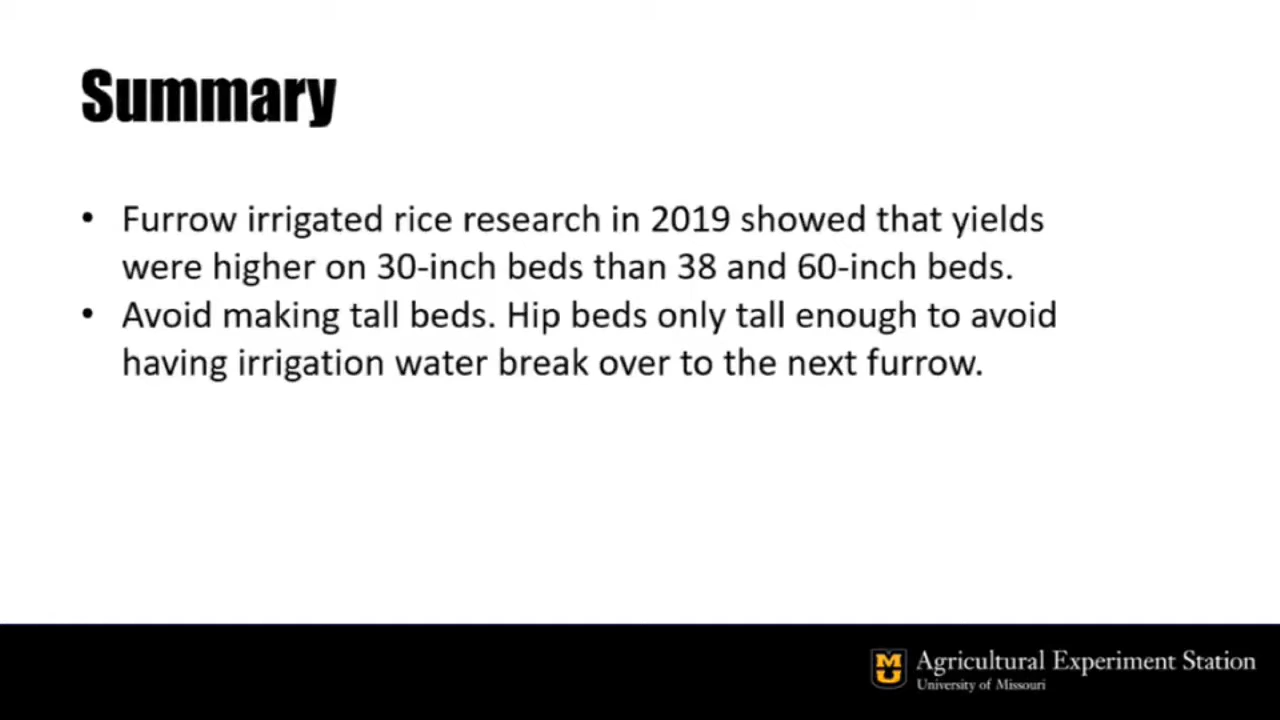 Summary
• Furrow irrigated rice research in 2019 showed that yields
were higher on 30-inch beds than 38 and 60-inch beds.
• Avoid making tall beds. Hip beds only tall enough to avoid
having irrigation water break over to the next furrow.
Agricultural Experiment Station
University of Missouri